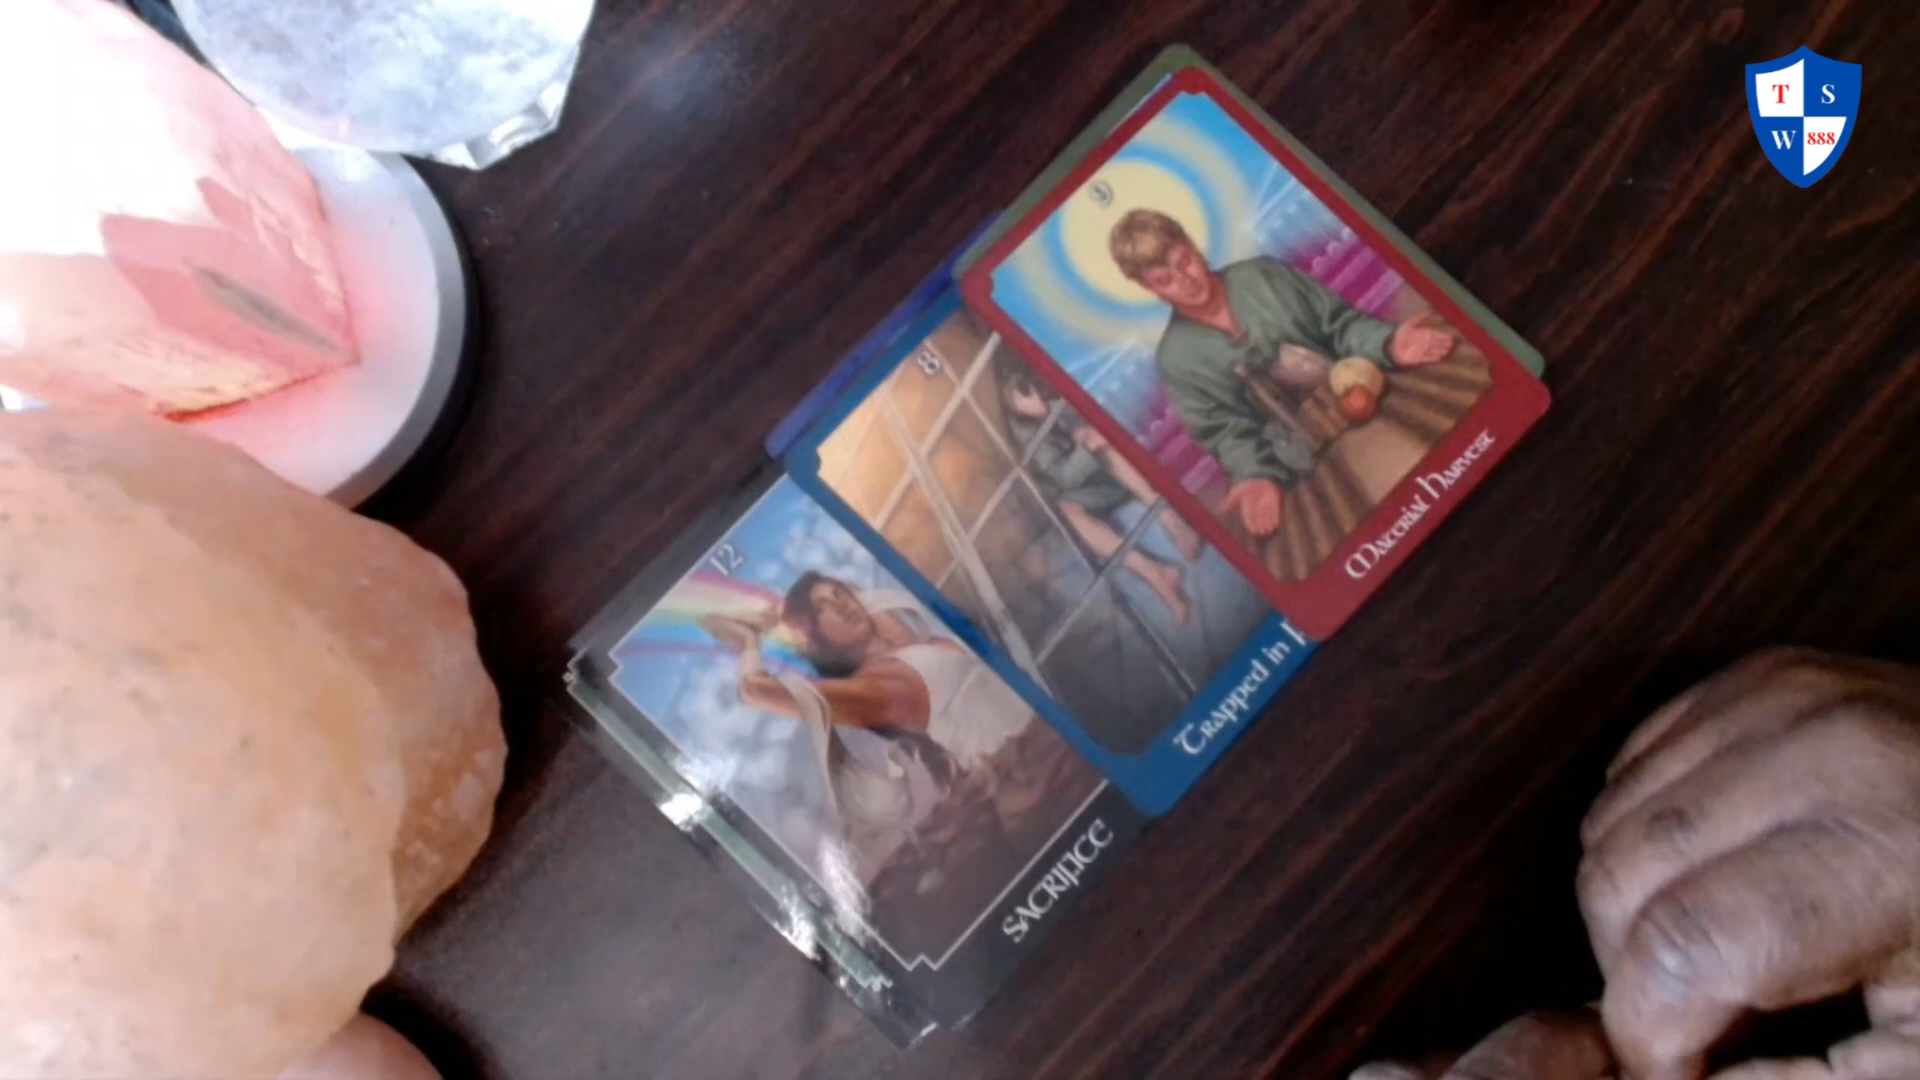 T S
W 888
9
Material Harvest
8
Trapped in
12
SACRIFICE